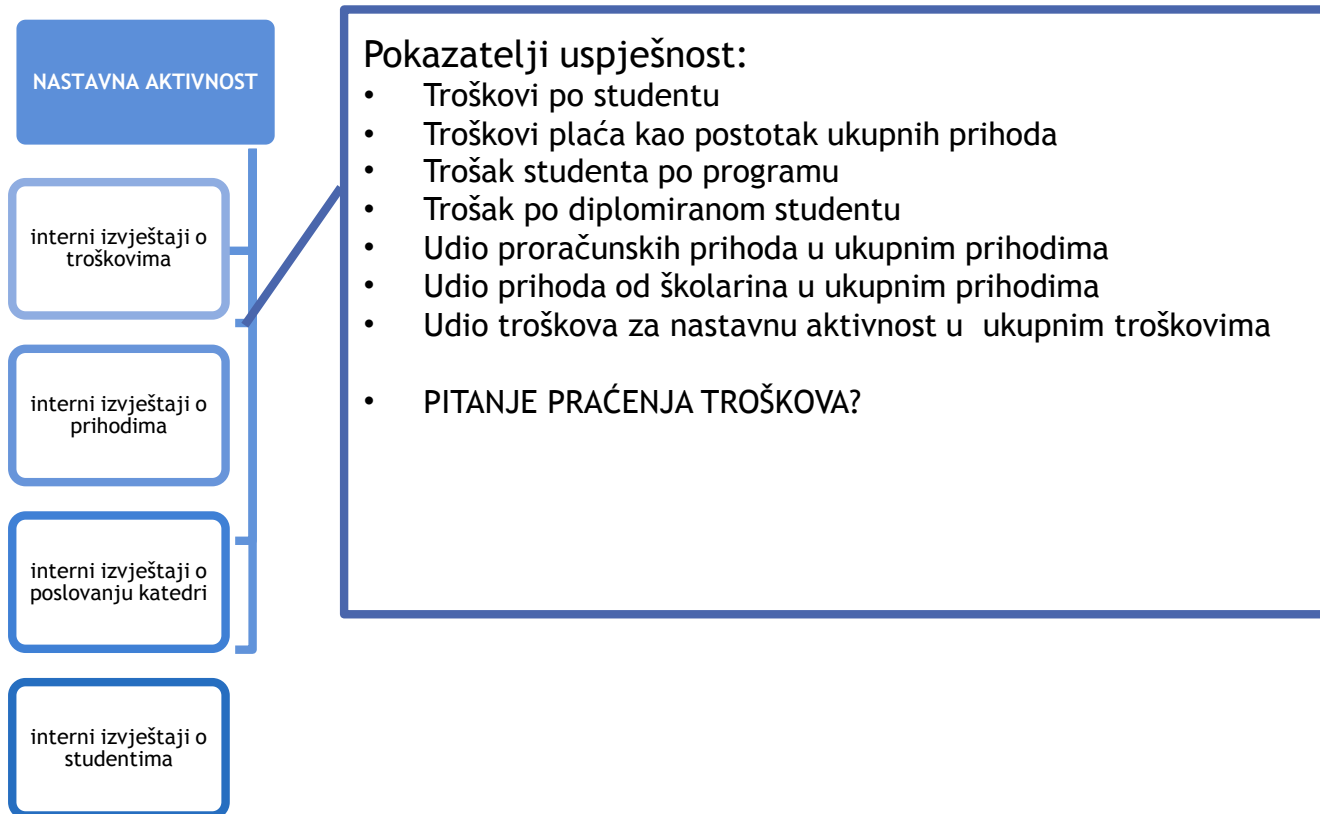 NASTAVNA AKTIVNOST
interni izvještaji o
troškovima
interni izvještaji o
prihodima
interni izvještaji o
poslovanju katedri
interni izvještaji o
studentima
Pokazatelji uspješnost:
• Troškovi po studentu
• Troškovi plaća kao postotak ukupnih prihoda
• Trošak studenta po programu
• Trošak po diplomiranom studentu
• Udio proračunskih prihoda u ukupnim prihodima
• Udio prihoda od školarina u ukupnim prihodima
• Udio troškova za nastavnu aktivnost u  ukupnim troškovima
• PITANJE PRAĆENJA TROŠKOVA?